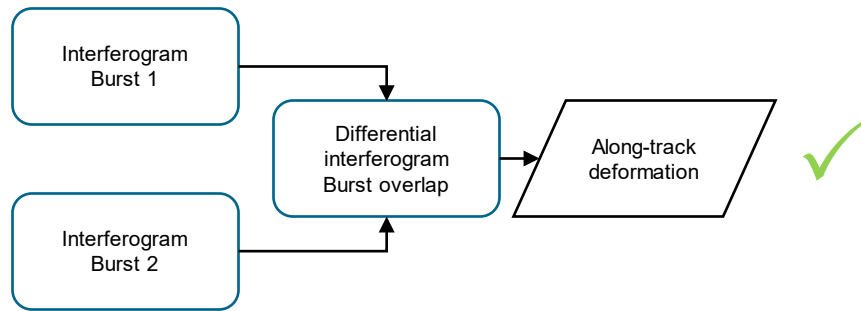 Interferogram
Burst 1
Differential
interferogram
Burst overlap
Along-track
deformation
Interferogram
Burst 2